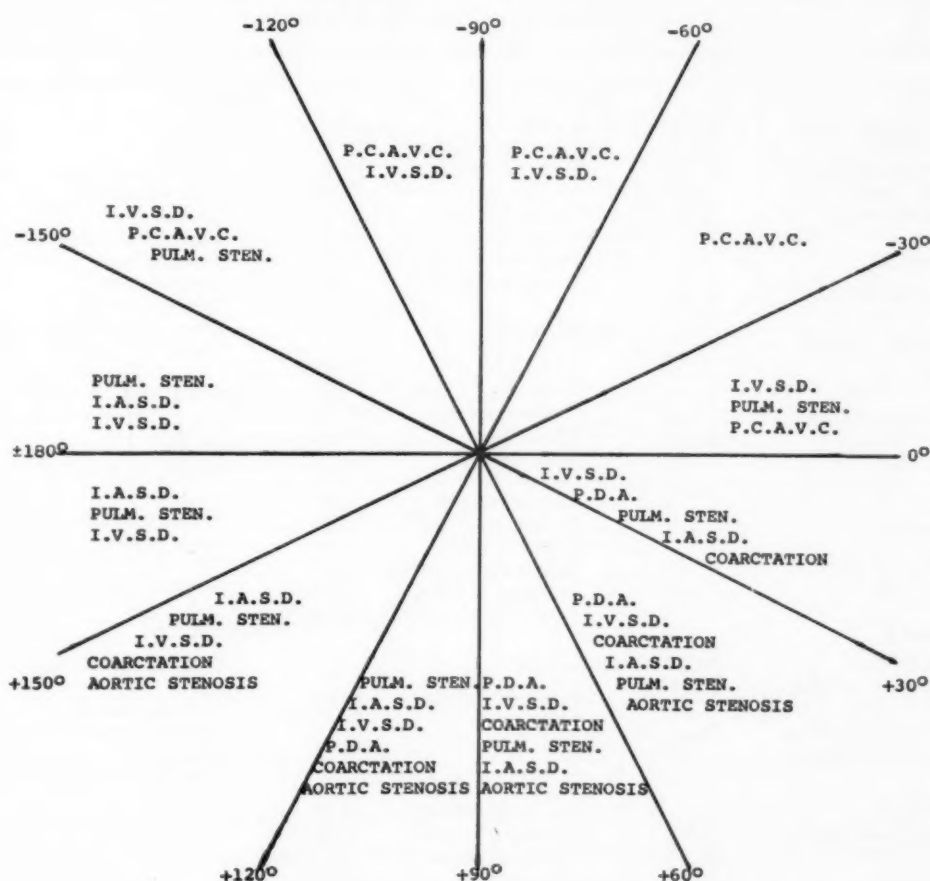 -120°
-90°
-60°
P.C.A.V.C.
I.V.S.D.
P.C.A.V.C.
I.V.S.D.
I.V.S.D.
P.C.A.V.C.
PULM. STEN.
-150°
P.C.A.V.C.
-30°
PULM. STEN.
I.A.S.D.
I.V.S.D.
I.V.S.D.
PULM. STEN.
P.C.A.V.C.
±180°
0°
I.A.S.D.
PULM. STEN.
I.V.S.D.
I.V.S.D.
P.D.A.
PULM. STEN.
I.A.S.D.
COARCTATION
I.A.S.D.
PULM. STEN.
I.V.S.D.
COARCTATION
AORTIC STENOSIS
+150°
P.D.A.
I.V.S.D.
COARCTATION
I.A.S.D.
PULM. STEN.
AORTIC STENOSIS
+30°
PULM. STEN.
I.A.S.D.
I.V.S.D.
P.D.A.
COARCTATION
AORTIC STENOSIS
P.D.A.
I.V.S.D.
COARCTATION
PULM. STEN.
I.A.S.D.
AORTIC STENOSIS
+120°
+90°
+60°